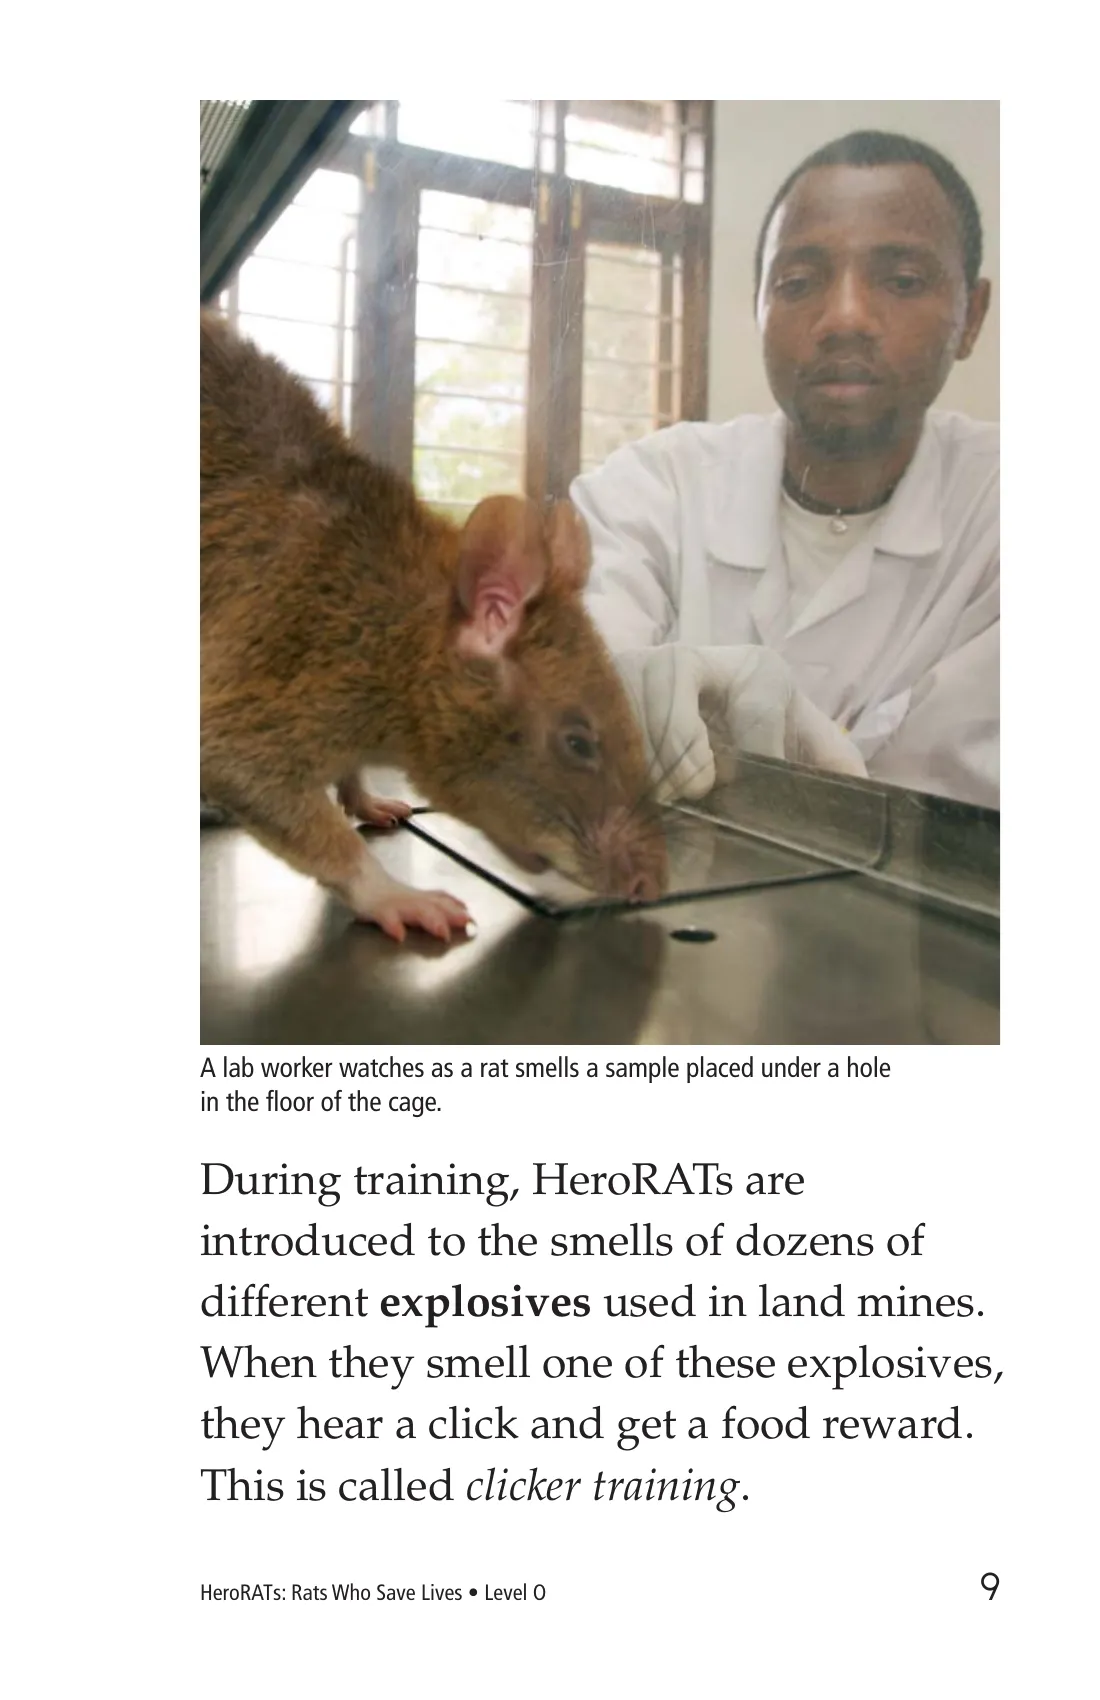 A lab worker watches as a rat smells a sample placed under a hole
in the floor of the cage.
During training, HeroRATs are
introduced to the smells of dozens of
different explosives used in land mines.
When they smell one of these explosives,
they hear a click and get a food reward.
This is called clicker training.
HeroRATs: Rats Who Save Lives • Level O
9